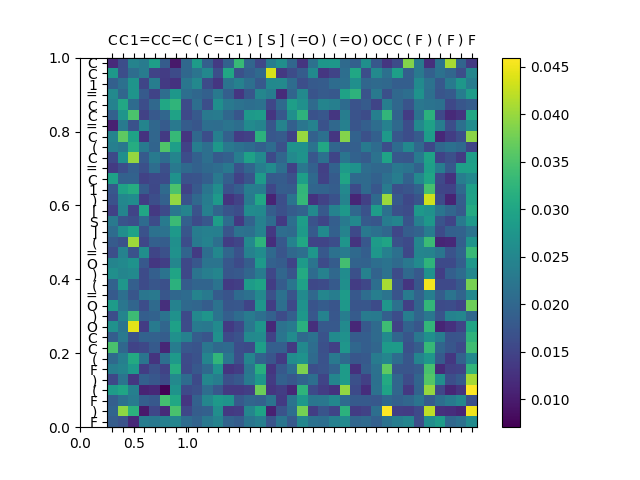 CC1=CC=C(C=C1)[S](=O)(=O)OCC(F)(F)F
1.0
0.8
0.6
0.4
0.2
0.0
C
C
1
=
C
C
=
C
(
C
=
C
1
)
[
S
]
(
=
O
)
(
=
O
)
O
C
C
(
F
)
(
F
)
F
0.0 0.5 1.0
0.045
0.040
0.035
0.030
0.025
0.020
0.015
0.010